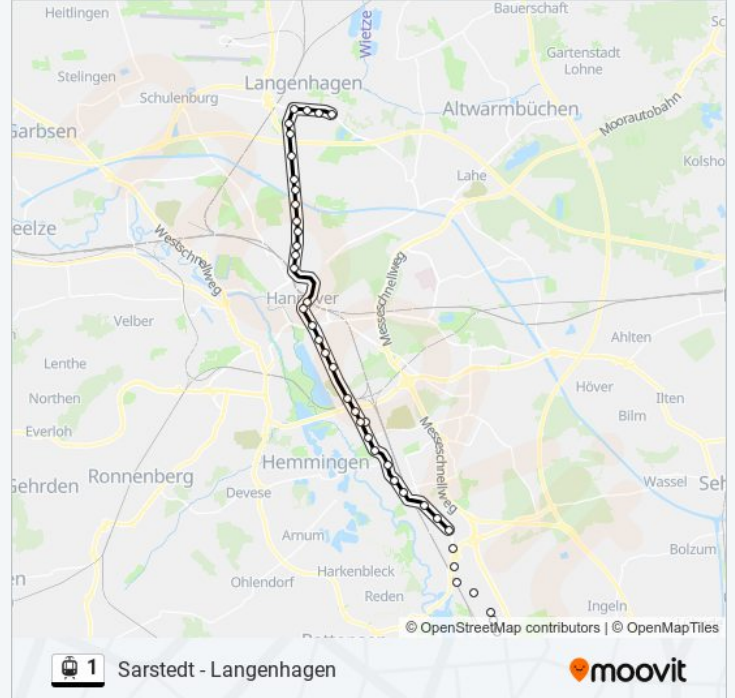 Heitlingen
Bauerschaft
Wietze
Gartenstadt
Lohne
Stelingen
Langenhagen
Schulenburg
Altwarmbüchen
Moorautobahn
Garbsen
Kolsho
Lahe
eelze
Westschnellweg
Messeschnellweg
Hannover
Velber
Ahlten
Lenthe
Höver
Northen
Ilten
Bilm
Everloh
Messeschnellweg
Hemmingen
Ronnenberg
Gehrden
Wassel
Seh
Devese
Arnum
Bolzum
Harkenbleck
Ohlendorf
Reden
Ingeln
© OpenStreetMap contributors | © OpenMapTiles
1 Sarstedt - Langenhagen
moovit